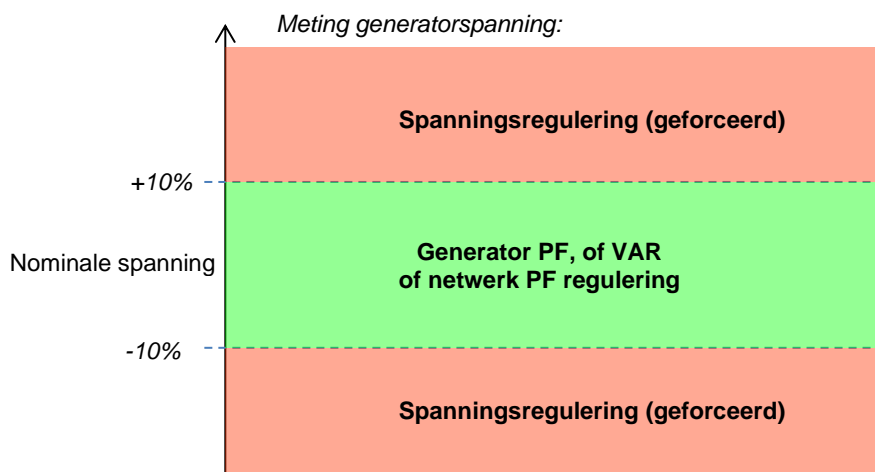 Meting generatorspanning:
Spanningsregulering (geforceerd)
+10%
Nominale spanning
Generator PF, of VAR
of netwerk PF regulering
-10%
Spanningsregulering (geforceerd)